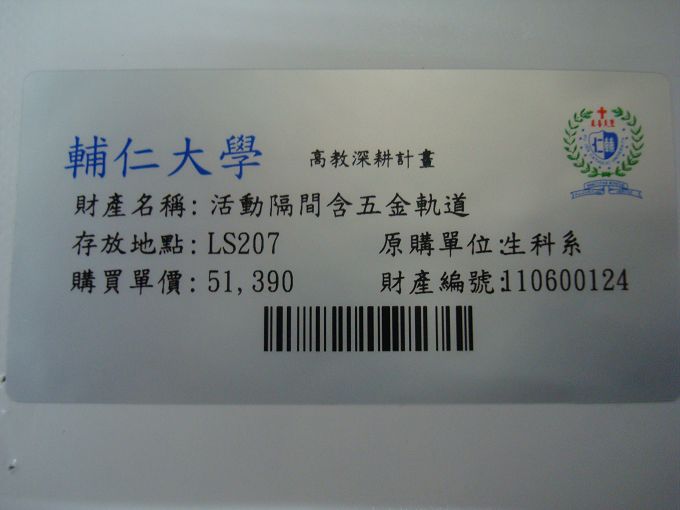 輔仁大學 高教深耕計畫
財產名稱: 活動隔間含五金軌道
存放地點: LS207 原購單位:生科系
購買單價: 51,390 財產編號:110600124